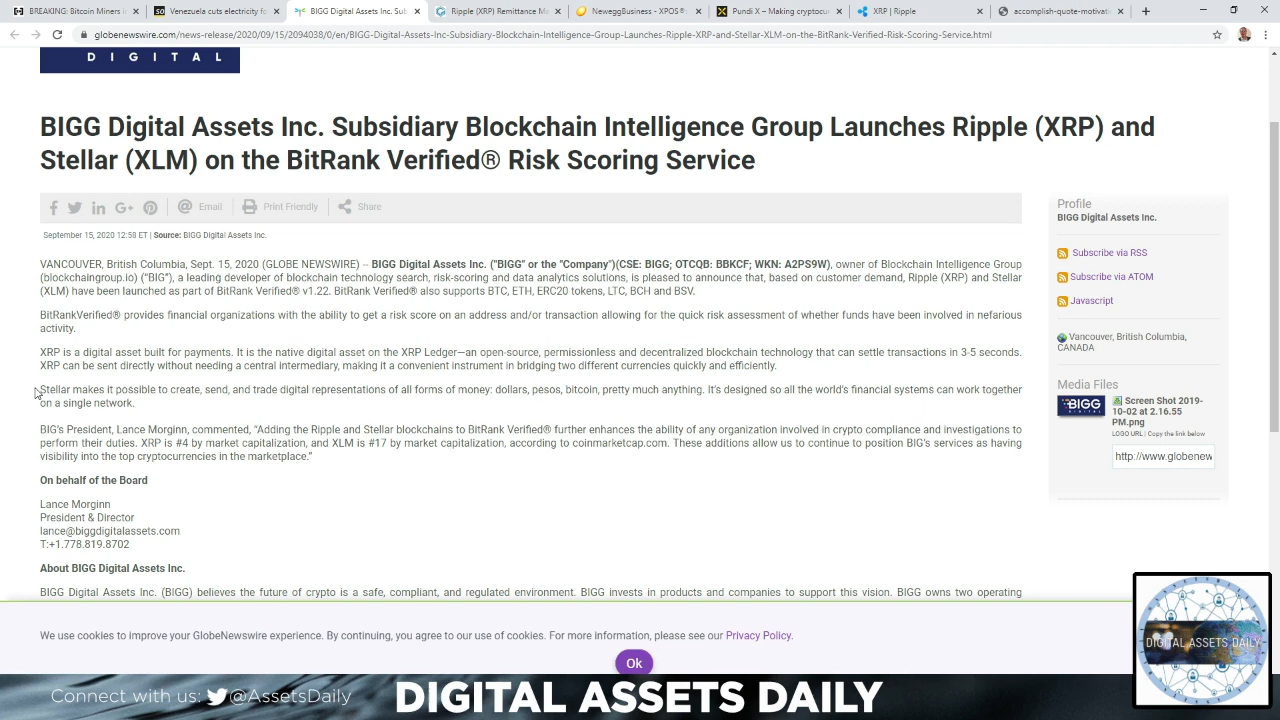 BREAKING: Bitcoin mi
Venezuela cuts electricity fo
BIGG Digital Assets Inc. Sub
Ripple (XRP) Remittance Ma
NeweggBusiness - XPOS®
Pundi X – Making cryptocu
XRP | Ripple
accomplish-quote-motivati
globenewswire.com/news-release/2020/09/15/2094038/0/en/BIGG-Digital-Assets-Inc-Subsidiary-Blockchain-Intelligence-Group-Launches-Ripple-XRP-and-Stellar-XLM-on-the-BitRank-Verified-Risk-Scoring-Service.html
DIGITAL
BIGG Digital Assets Inc. Subsidiary Blockchain Intelligence Group Launches Ripple (XRP) and
Stellar (XLM) on the BitRank Verified® Risk Scoring Service
Email
Print Friendly
Share
September 15, 2020 12:58 ET | Source: BIGG Digital Assets Inc.
VANCOUVER, British Columbia, Sept. 15, 2020 (GLOBE NEWSWIRE) -- BIGG Digital Assets Inc. ("BIGG" or the "Company")(CSE: BIGG; OTCQB: BBKCF; WKN: A2PS9W), owner of Blockchain Intelligence Group
(blockchaingroup.io) ("BIG"), a leading developer of blockchain technology search, risk-scoring and data analytics solutions, is pleased to announce that, based on customer demand, Ripple (XRP) and Stellar
(XLM) have been launched as part of BitRank Verified® v1.22. BitRank Verified® also supports BTC, ETH, ERC20 tokens, LTC, BCH and BSV.
BitRankVerified® provides financial organizations with the ability to get a risk score on an address and/or transaction allowing for the quick risk assessment of whether funds have been involved in nefarious
activity.
XRP is a digital asset built for payments. It is the native digital asset on the XRP Ledger—an open-source, permissionless and decentralized blockchain technology that can settle transactions in 3-5 seconds.
XRP can be sent directly without needing a central intermediary, making it a convenient instrument in bridging two different currencies quickly and efficiently.
Stellar makes it possible to create, send, and trade digital representations of all forms of money: dollars, pesos, bitcoin, pretty much anything. It's designed so all the world's financial systems can work together
on a single network.
BIG's President, Lance Morginn, commented, "Adding the Ripple and Stellar blockchains to BitRank Verified® further enhances the ability of any organization involved in crypto compliance and investigations to
perform their duties. XRP is #4 by market capitalization, and XLM is #17 by market capitalization, according to coinmarketcap.com. These additions allow us to continue to position BIG's services as having
visibility into the top cryptocurrencies in the marketplace."
On behalf of the Board
Lance Morginn
President & Director
lance@biggdigitalassets.com
T:+1.778.819.8702
About BIGG Digital Assets Inc.
BIGG Digital Assets Inc. (BIGG) believes the future of crypto is a safe, compliant, and regulated environment. BIGG invests in products and companies to support this vision. BIGG owns two operating
Profile
BIGG Digital Assets Inc.
Subscribe via RSS
Subscribe via ATOM
Javascript
Vancouver, British Columbia,
CANADA
Media Files
BIGG
DIGITAL
Screen Shot 2019-
10-02 at 2.16.55
PM.png
LOGO URL | Copy the link below
http://www.globenew
We use cookies to improve your GlobeNewswire experience. By continuing, you agree to our use of cookies. For more information, please see our Privacy Policy.
Ok
DIGITAL ASSETS DAILY
Connect with us: @AssetsDaily
DIGITAL ASSETS DAILY